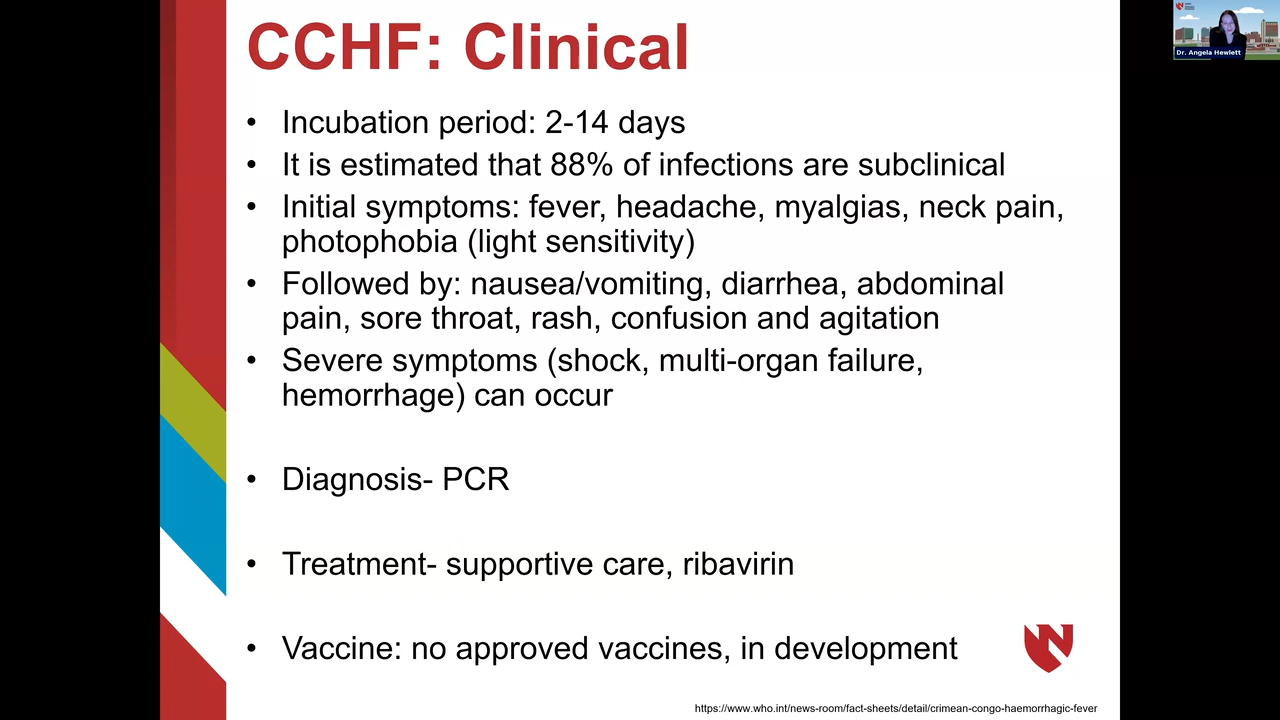 CCHF: Clinical
• Incubation period: 2-14 days
• It is estimated that 88% of infections are subclinical
• Initial symptoms: fever, headache, myalgias, neck pain,
photophobia (light sensitivity)
• Followed by: nausea/vomiting, diarrhea, abdominal
pain, sore throat, rash, confusion and agitation
• Severe symptoms (shock, multi-organ failure,
hemorrhage) can occur
• Diagnosis- PCR
• Treatment- supportive care, ribavirin
• Vaccine: no approved vaccines, in development
https://www.who.int/news-room/fact-sheets/detail/crimean-congo-haemorrhagic-fever
Dr. Angela Hewlett